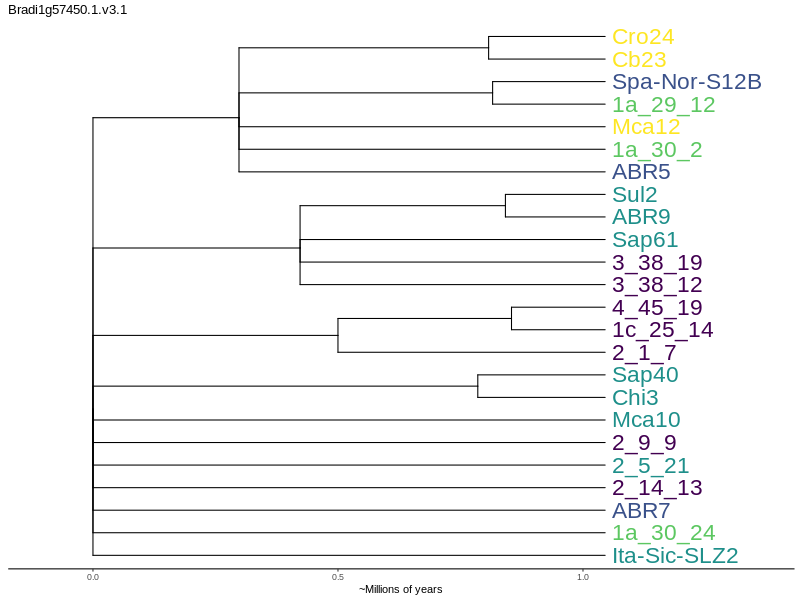 Bradi1g57450.1.v3.1
Cro24
Cb23
Spa-Nor-S12B
1a_29_12
Mca12
1a_30_2
ABR5
Sul2
ABR9
Sap61
3_38_19
3_38_12
4_45_19
1c_25_14
2_1_7
Sap40
Chi3
Mca10
2_9_9
2_5_21
2_14_13
ABR7
1a_30_24
Ita-Sic-SLZ2
0.0 0.5 1.0
~Millions of years